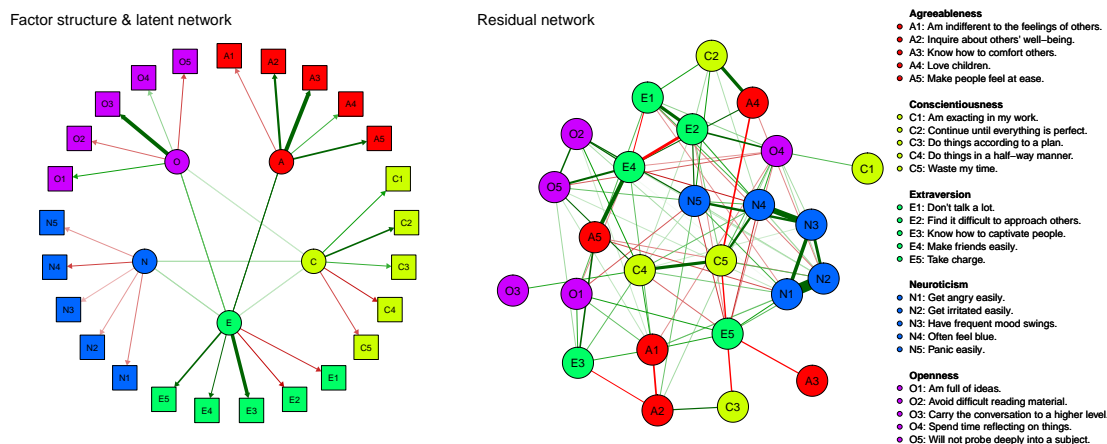 Factor structure & latent network
O5
A1
A2
O4
A3
O3
A4
O2
A5
O
A
O1
C1
N5
C2
N4
N
C
C3
N3
C4
N2
E
C5
N1
E1
E5
E2
E4
E3
Residual network
C2
E1
A4
O2
E2
O4
E4
C1
O5
N5
N4
N3
A5
C5
C4
N2
O3
O1
N1
E5
A1
E3
A3
A2
C3
Agreeableness
A1: Am indifferent to the feelings of others.
A2: Inquire about others' well–being.
A3: Know how to comfort others.
A4: Love children.
A5: Make people feel at ease.
Conscientiousness
C1: Am exacting in my work.
C2: Continue until everything is perfect.
C3: Do things according to a plan.
C4: Do things in a half–way manner.
C5: Waste my time.
Extraversion
E1: Don't talk a lot.
E2: Find it difficult to approach others.
E3: Know how to captivate people.
E4: Make friends easily.
E5: Take charge.
Neuroticism
N1: Get angry easily.
N2: Get irritated easily.
N3: Have frequent mood swings.
N4: Often feel blue.
N5: Panic easily.
Openness
O1: Am full of ideas.
O2: Avoid difficult reading material.
O3: Carry the conversation to a higher level.
O4: Spend time reflecting on things.
O5: Will not probe deeply into a subject.